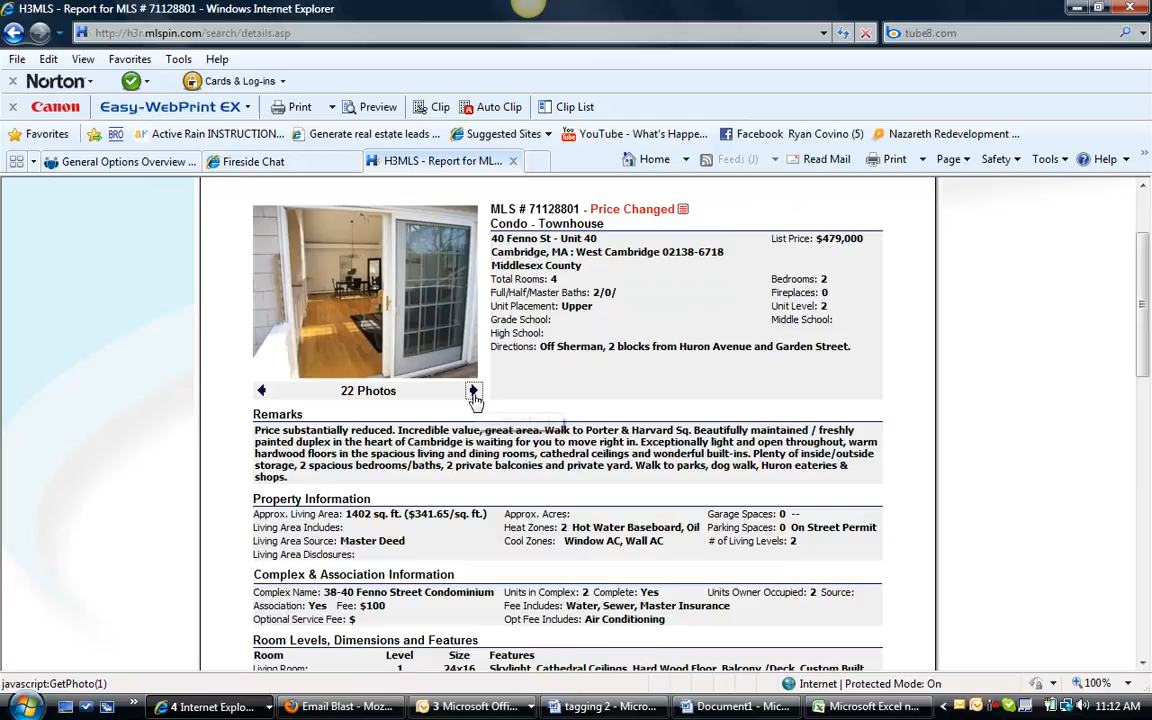 H3MLS - Report for MLS # 71128801 - Windows Internet Explorer
http://h3r.mlspin.com/search/details.asp
tube8.com
File Edit View Favorites Tools Help
Norton Cards & Log-ins
Canon Easy-WebPrint EX Print Preview Clip Auto Clip Clip List
Favorites BRO Active Rain INSTRUCTION... Generate real estate leads ... Suggested Sites YouTube - What's Happe... Facebook Ryan Covino (5) Nazareth Redevelopment ...
General Options Overview ... Fireside Chat H3MLS - Report for ML... Home Feeds (J) Read Mail Print Page Safety Tools Help
MLS # 71128801 - Price Changed
Condo - Townhouse
40 Fenno St - Unit 40 List Price: $479,000
Cambridge, MA : West Cambridge 02138-6718
Middlesex County
Total Rooms: 4 Bedrooms: 2
Full/Half/Master Baths: 2/0/ Fireplaces: 0
Unit Placement: Upper Unit Level: 2
Grade School: Middle School:
High School:
Directions: Off Sherman, 2 blocks from Huron Avenue and Garden Street.
22 Photos
Remarks
Price substantially reduced. Incredible value, great area. Walk to Porter & Harvard Sq. Beautifully maintained / freshly
painted duplex in the heart of Cambridge is waiting for you to move right in. Exceptionally light and open throughout, warm
hardwood floors in the spacious living and dining rooms, cathedral ceilings and wonderful built-ins. Plenty of inside/outside
storage, 2 spacious bedrooms/baths, 2 private balconies and private yard. Walk to parks, dog walk, Huron eateries &
shops.
Property Information
Approx. Living Area: 1402 sq. ft. ($341.65/sq. ft.) Approx. Acres: Garage Spaces: 0 --
Living Area Includes: Heat Zones: 2 Hot Water Baseboard, Oil Parking Spaces: 0 On Street Permit
Living Area Source: Master Deed Cool Zones: Window AC, Wall AC # of Living Levels: 2
Living Area Disclosures:
Complex & Association Information
Complex Name: 38-40 Fenno Street Condominium Units in Complex: 2 Complete: Yes Units Owner Occupied: 2 Source:
Association: Yes Fee: $100 Fee Includes: Water, Sewer, Master Insurance
Optional Service Fee: $ Opt Fee Includes: Air Conditioning
Room Levels, Dimensions and Features
Room Level Size Features
Living Room: 1 24x16 Skylight, Cathedral Ceilings, Hard Wood Floor, Balcony /Deck, Custom Built
javascript:GetPhoto(1) Internet | Protected Mode: On 100%
4 Internet Explo... Email Blast - Moz... 3 Microsoft Offi... tagging 2 - Micro... Document1 - Micr... Microsoft Excel n... 11:12 AM